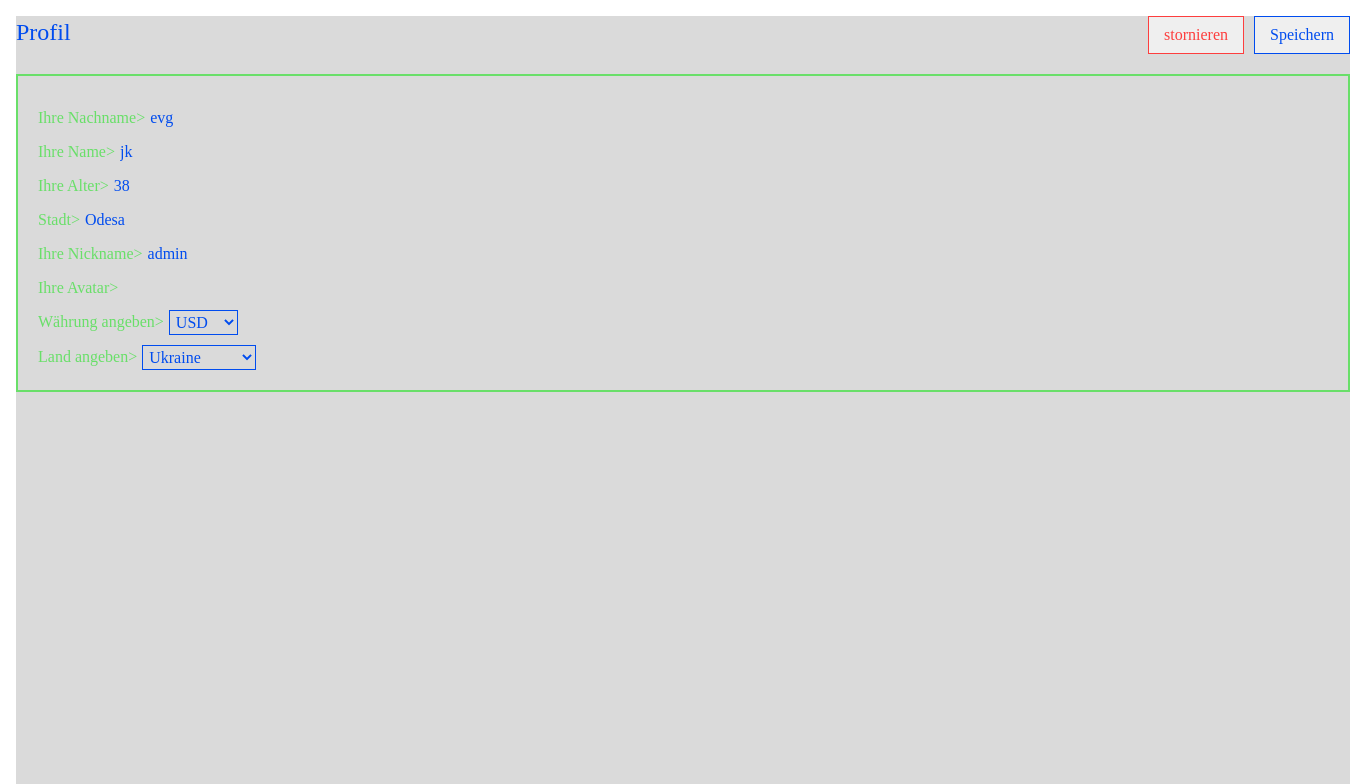 Profil
stornieren
Speichern
Ihre Nachname> evg
Ihre Name> jk
Ihre Alter> 38
Stadt> Odesa
Ihre Nickname> admin
Ihre Avatar>
Währung angeben> USD
Land angeben> Ukraine